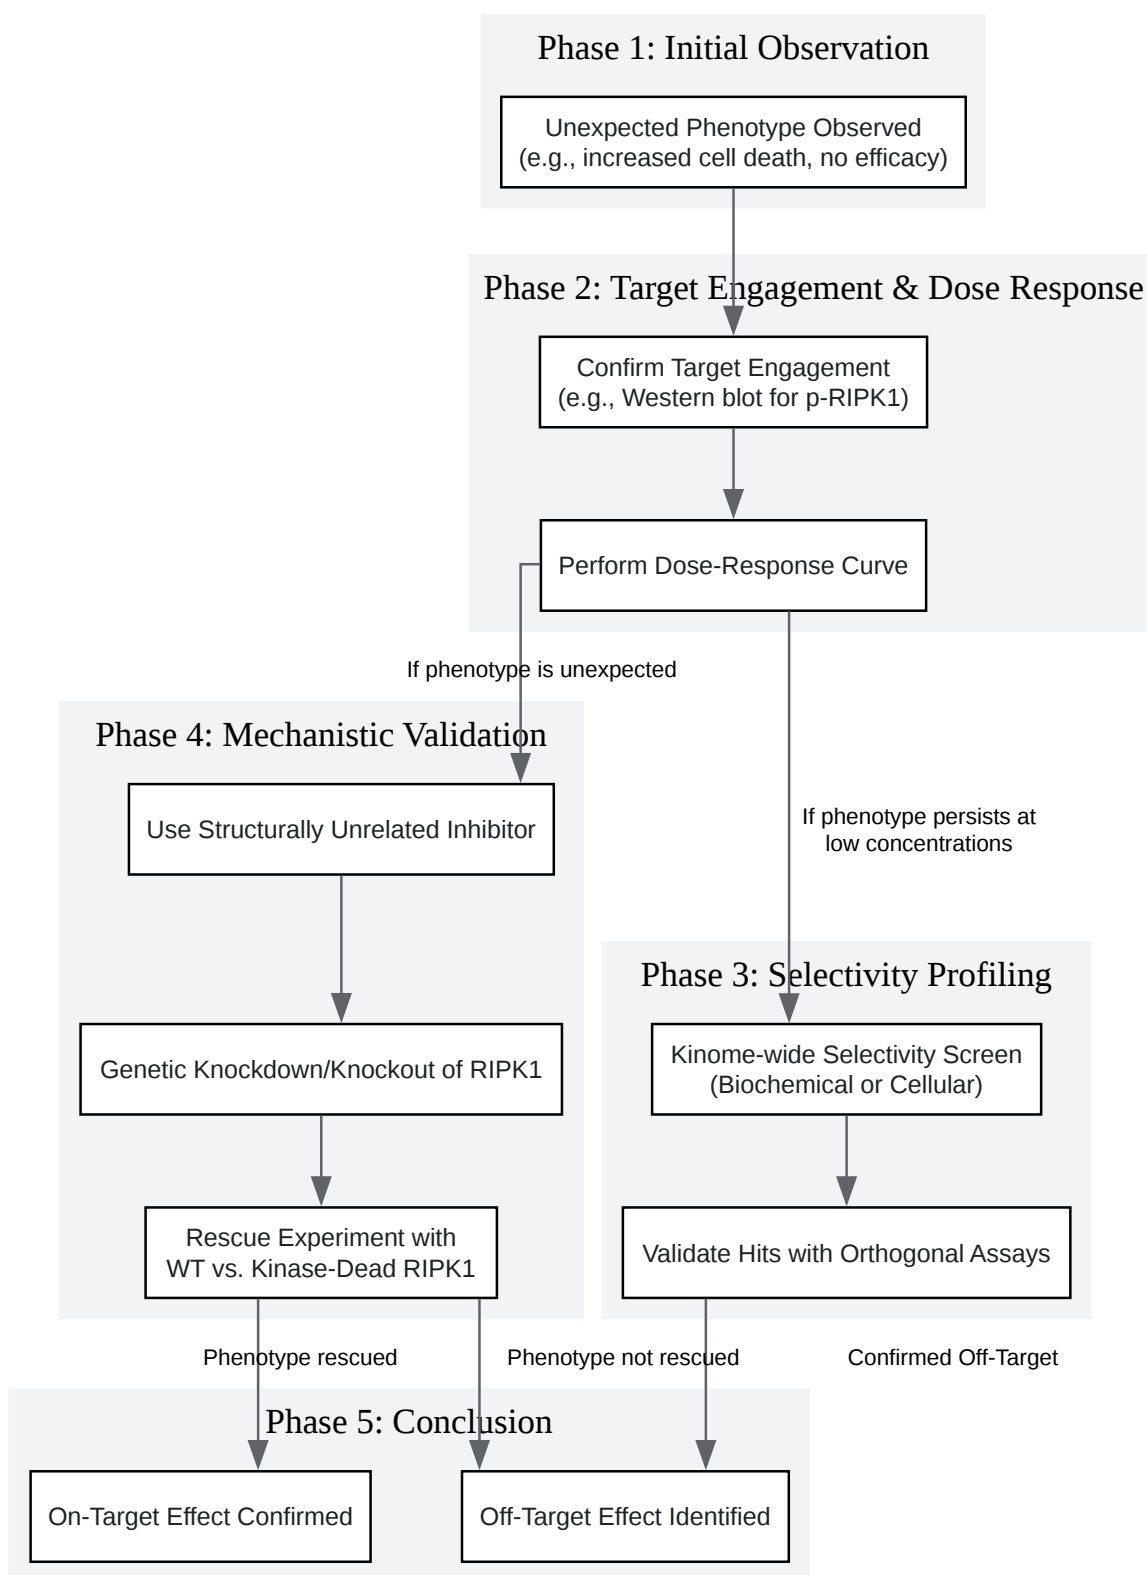 Phase 1: Initial Observation
Unexpected Phenotype Observed
(e.g., increased cell death, no efficacy)
Phase 2: Target Engagement & Dose Response
Confirm Target Engagement
(e.g., Western blot for p-RIPK1)
Perform Dose-Response Curve
If phenotype is unexpected
Phase 4: Mechanistic Validation
Use Structurally Unrelated Inhibitor
If phenotype persists at
low concentrations
Phase 3: Selectivity Profiling
Genetic Knockdown/Knockout of RIPK1
Kinome-wide Selectivity Screen
(Biochemical or Cellular)
Rescue Experiment with
WT vs. Kinase-Dead RIPK1
Validate Hits with Orthogonal Assays
Phenotype rescued
Phenotype not rescued
Confirmed Off-Target
Phase 5: Conclusion
On-Target Effect Confirmed
Off-Target Effect Identified